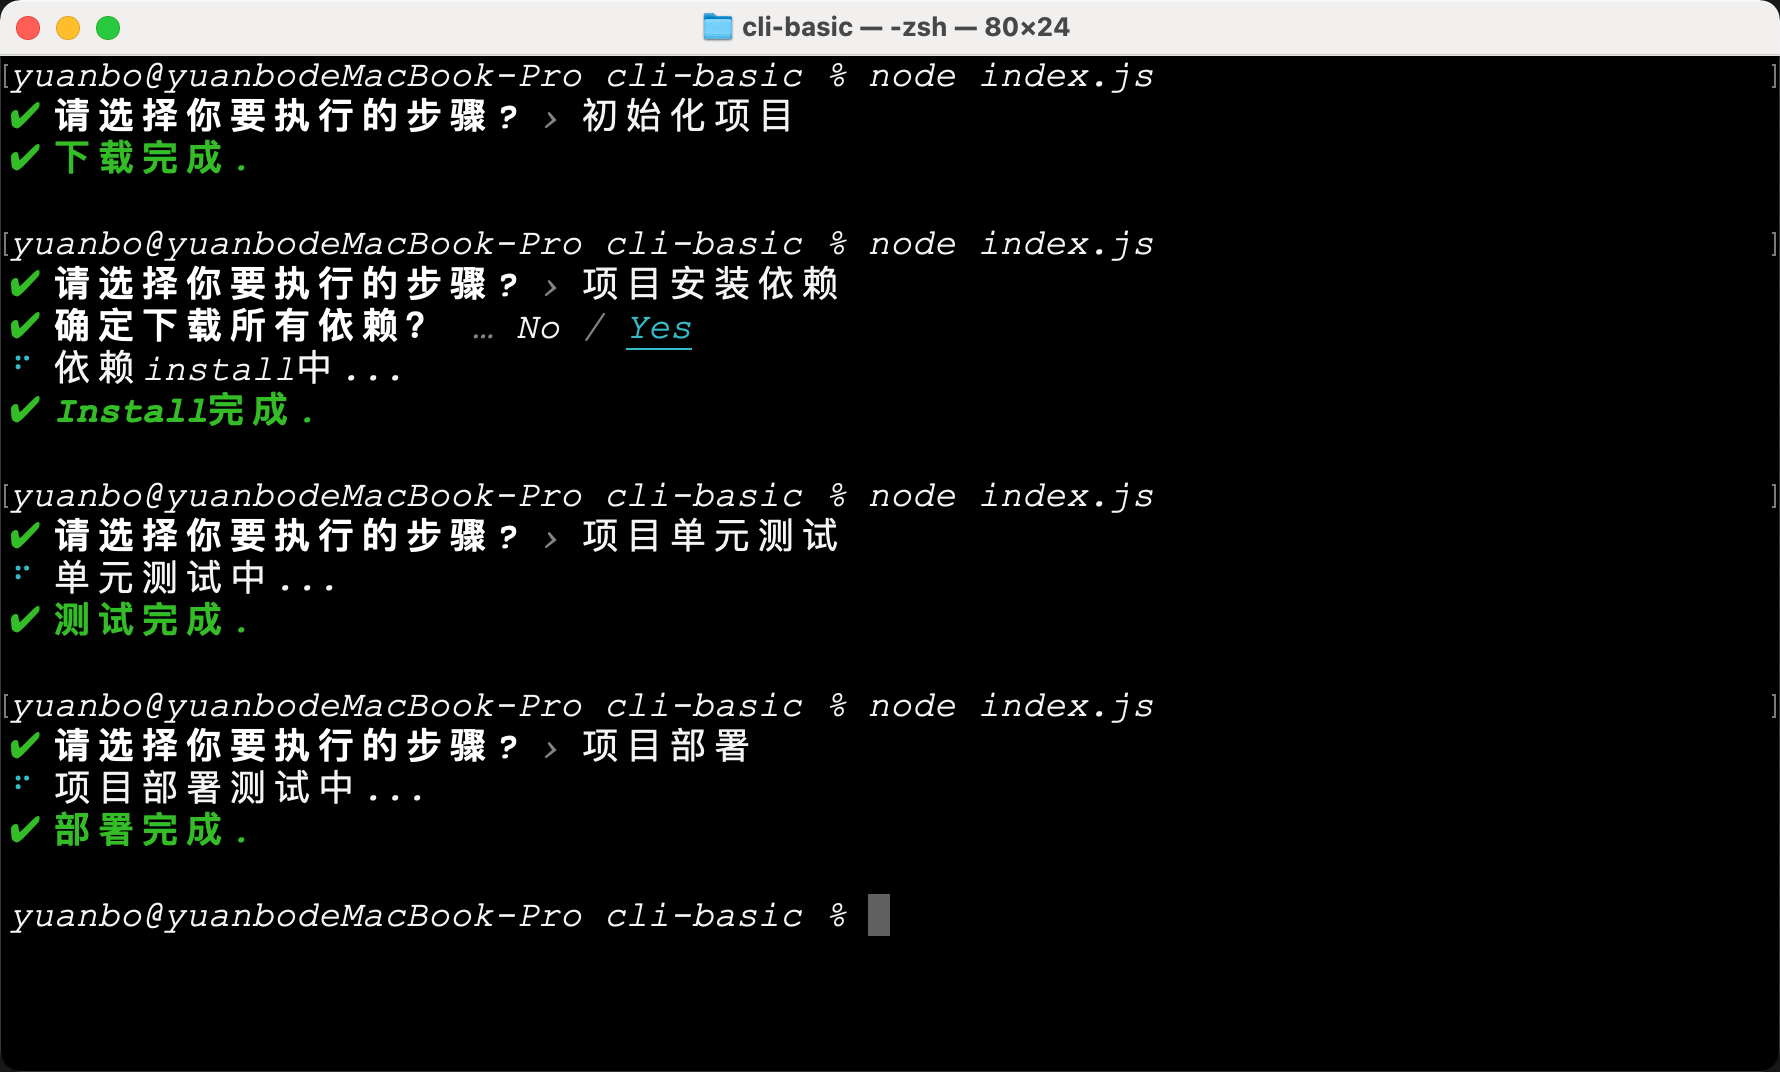 cli-basic — -zsh — 80×24
[yuanbo@yuanbodeMacBook-Pro cli-basic % node index.js ]
✔ 请选择你要执行的步骤? › 初始化项目
✔ 下载完成.
[yuanbo@yuanbodeMacBook-Pro cli-basic % node index.js ]
✔ 请选择你要执行的步骤? › 项目安装依赖
✔ 确定下载所有依赖? … No / Yes
⠋ 依赖install中...
✔ Install完成.
[yuanbo@yuanbodeMacBook-Pro cli-basic % node index.js ]
✔ 请选择你要执行的步骤? › 项目单元测试
⠋ 单元测试中...
✔ 测试完成.
[yuanbo@yuanbodeMacBook-Pro cli-basic % node index.js ]
✔ 请选择你要执行的步骤? › 项目部署
⠋ 项目部署测试中...
✔ 部署完成.
yuanbo@yuanbodeMacBook-Pro cli-basic %